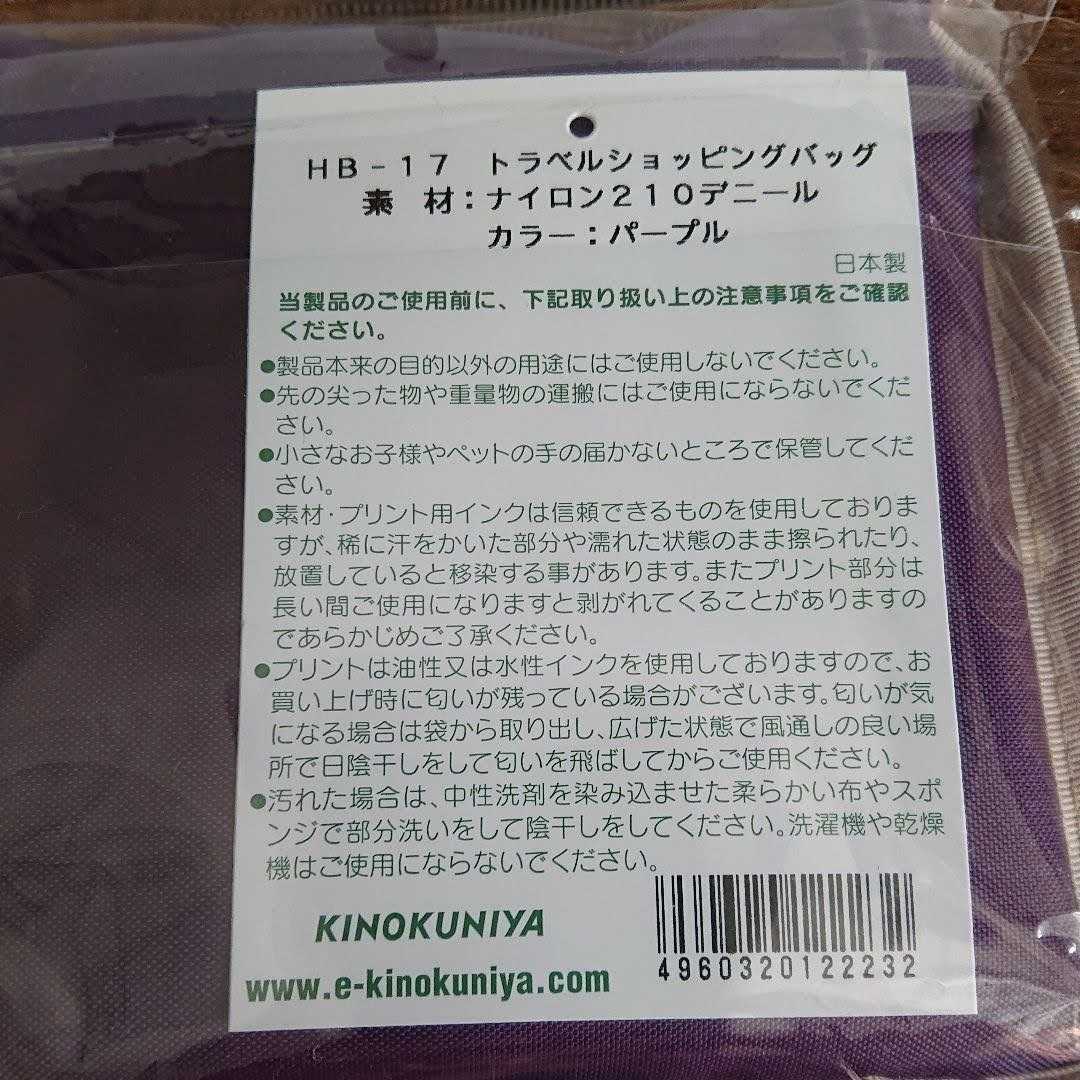 HB-17 トラベルショッピングバッグ
素 材:ナイロン210デニール
カラー:パープル
日本製
当製品のご使用前に、下記取り扱い上の注意事項をご確認
ください。
●製品本来の目的以外の用途にはご使用しないでください。
●先の尖った物や重量物の運搬にはご使用にならないでくだ
さい。
●小さなお子様やペットの手の届かないところで保管してくだ
さい。
●素材・プリント用インクは信頼できるものを使用しておりま
すが、稀に汗をかいた部分や濡れた状態のまま擦られたり、
放置していると移染する事があります。またプリント部分は
長い間ご使用になりますと剥がれてくることがありますの
であらかじめご了承ください。
●プリントは油性又は水性インクを使用しておりますので、お
買い上げ時に匂いが残っている場合がございます。匂いが気
になる場合は袋から取り出し、広げた状態で風通しの良い場
所で日陰干しをして匂いを飛ばしてからご使用ください。
●汚れた場合は、中性洗剤を染み込ませた柔らかい布やスポ
ンジで部分洗いをして陰干しをしてください。洗濯機や乾燥
機はご使用にならないでください。
KINOKUNIYA
www.e-kinokuniya.com
4960320122232